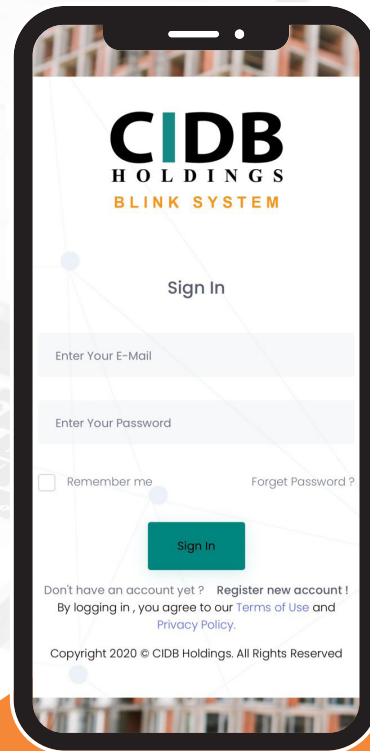 CIDB
HOLDINGS
BLINK SYSTEM
Sign In
Enter Your E-Mail
Enter Your Password
Remember me Forget Password ?
Sign In
Don't have an account yet ? Register new account !
By logging in , you agree to our Terms of Use and
Privacy Policy.
Copyright 2020 © CIDB Holdings. All Rights Reserved